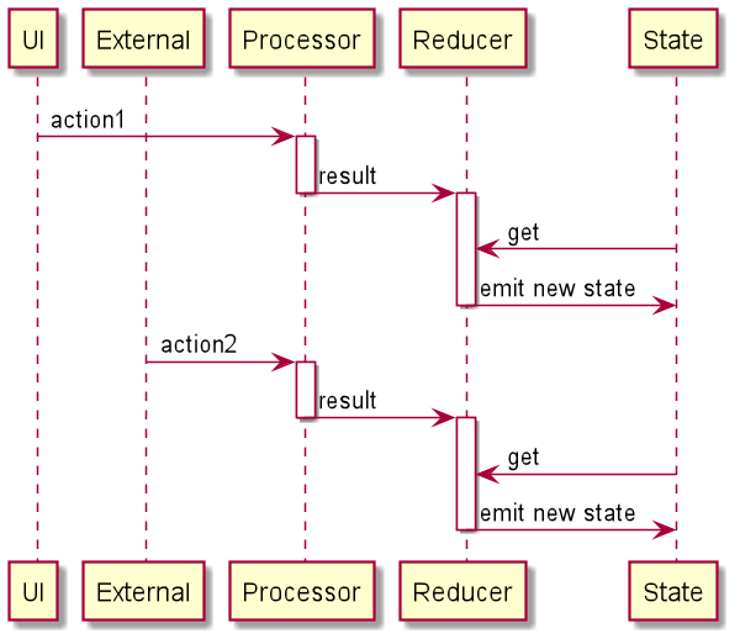 UI External Processor Reducer State
action1
result
get
emit new state
action2
result
get
emit new state
UI External Processor Reducer State